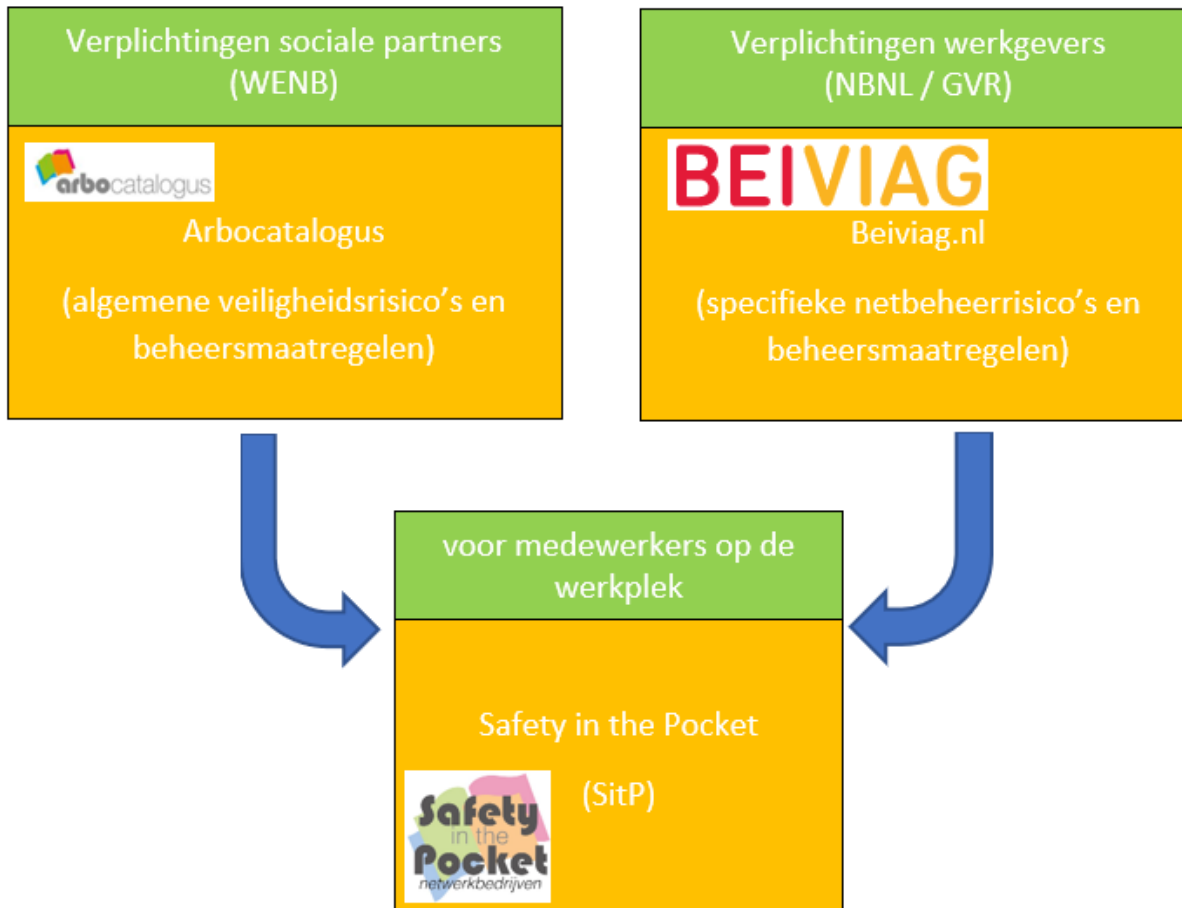 Verplichtingen sociale partners
(WENB)
arbocatalogus
Arbocatalogus
(algemene veiligheidsrisico’s en
beheersmaatregelen)
Verplichtingen werkgevers
(NBNL / GVR)
BEIVIAG
Beiviag.nl
(specifieke netbeheerrisico’s en
beheersmaatregelen)
voor medewerkers op de
werkplek
Safety in the Pocket
(SitP)
Safety
in the
Pocket
netwerkbedrijven